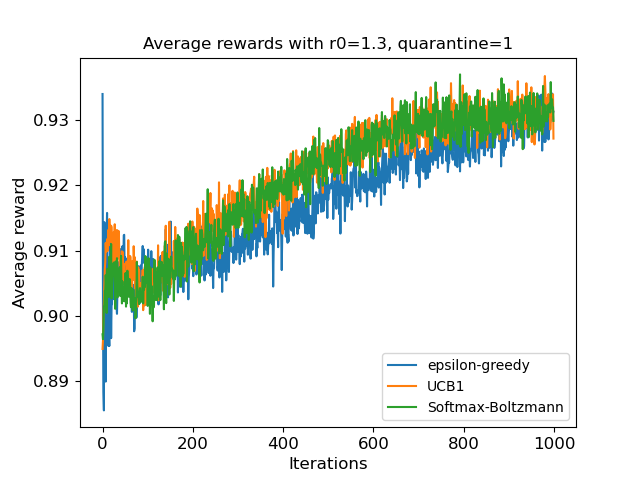 Average rewards with r0=1.3, quarantine=1
Average reward
0.93
0.92
0.91
0.90
0.89
0
200
400
600
800
1000
Iterations
epsilon-greedy
UCB1
Softmax-Boltzmann